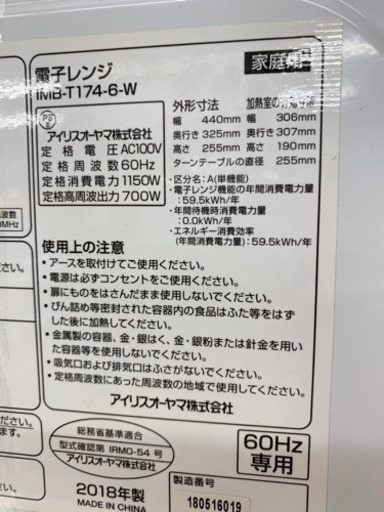 家庭用
電子レンジ
IMB-T174-6-W
PSE
アイリスオーヤマ株式会社
定格電圧 AC100V
定格周波数 60Hz
定格消費電力 1150W
定格高周波出力 700W
外形寸法
幅 440mm
奥行き 325mm
高さ 255mm
加熱室の有効寸法
幅 306mm
奥行き 307mm
高さ 190mm
ターンテーブルの直径 255mm
・区分名:A(単機能)
・電子レンジ機能の年間消費電力量
:59.5kWh/年
・年間待機時消費電力量:
0.0kWh/年
・エネルギー消費効率
(年間消費電力量):59.5kWh/年
使用上の注意
・アースを取付けてご使用ください。
・電源は必ずコンセントをご使用ください。
・扉にものをはさんだまま使用しないでください。
・びん詰め等密封された容器内の食品はふた等をはず
した後に加熱してください。
・金属製の容器、金・銀はく、金・銀粉または針金を用い
た容器等を使用しないでください。
・吸気口および排気口はふさがないでください。
・定格周波数にあった周波数の地域で使用してください。
アイリスオーヤマ株式会社
総務省基準適合
型式確認第 IRM0-54 号
アイリスオーヤマ株式会社
60Hz
専用
2018年製
MADE IN CHINA
製造番号
180516019
波数
0MHz
ださい。
ださい。
ます。
い。